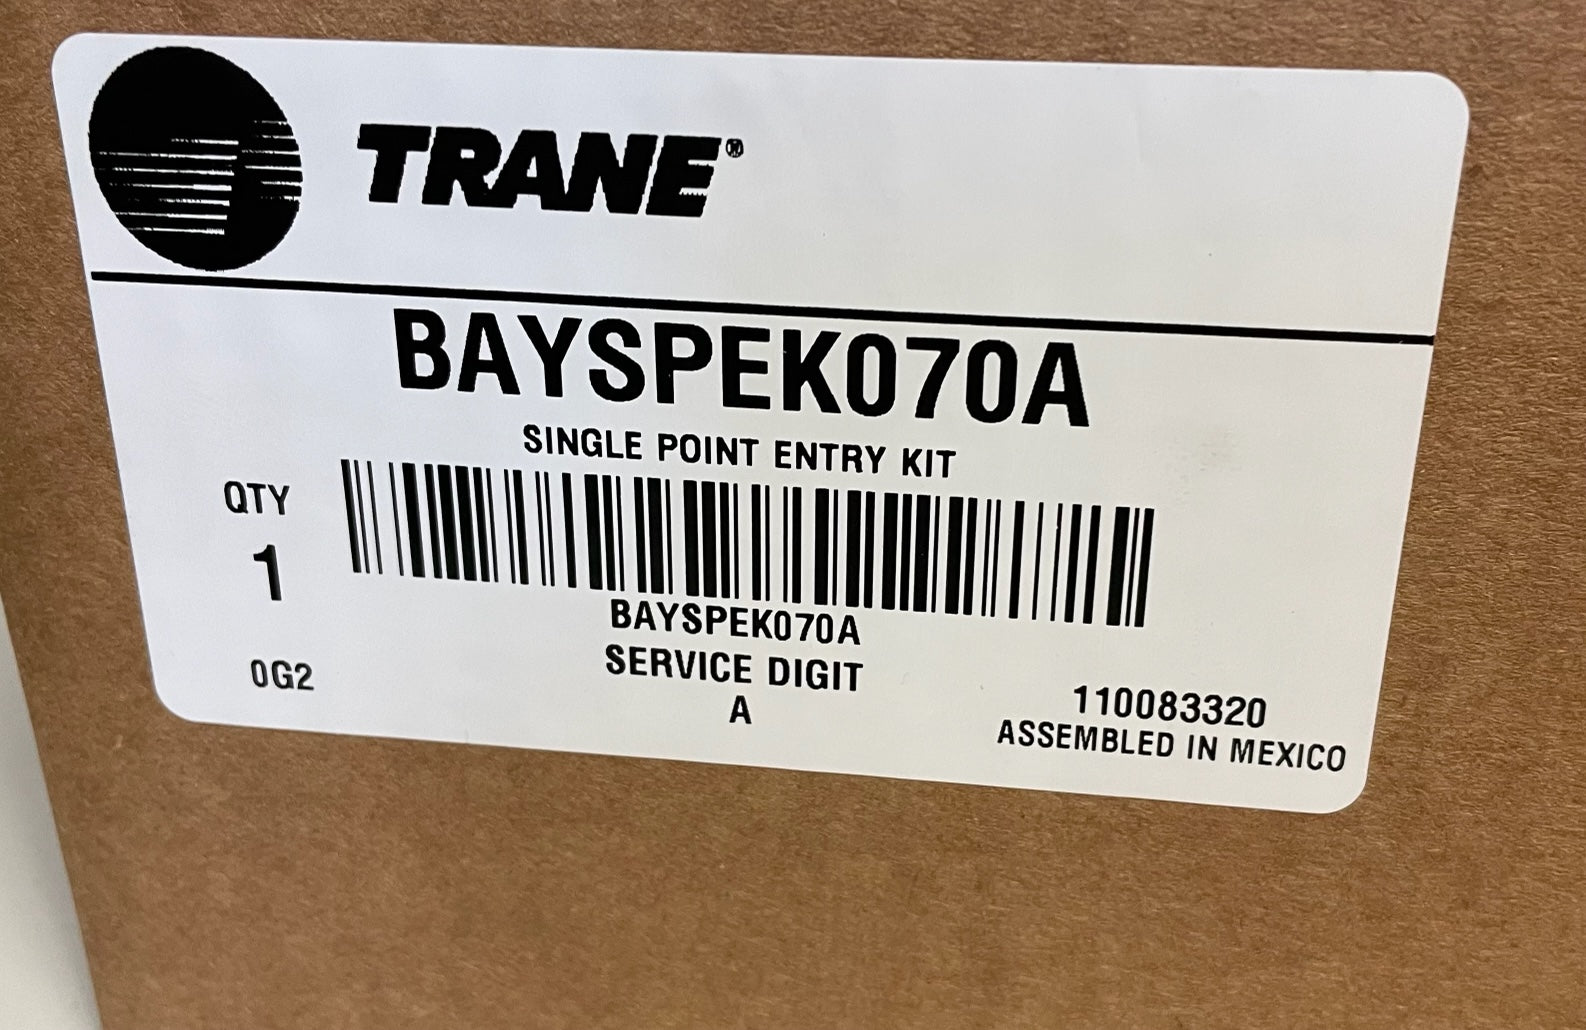 TRANE®
BAYSPEK070A
SINGLE POINT ENTRY KIT
QTY
1
BAYSPEK070A
SERVICE DIGIT
A
0G2
110083320
ASSEMBLED IN MEXICO